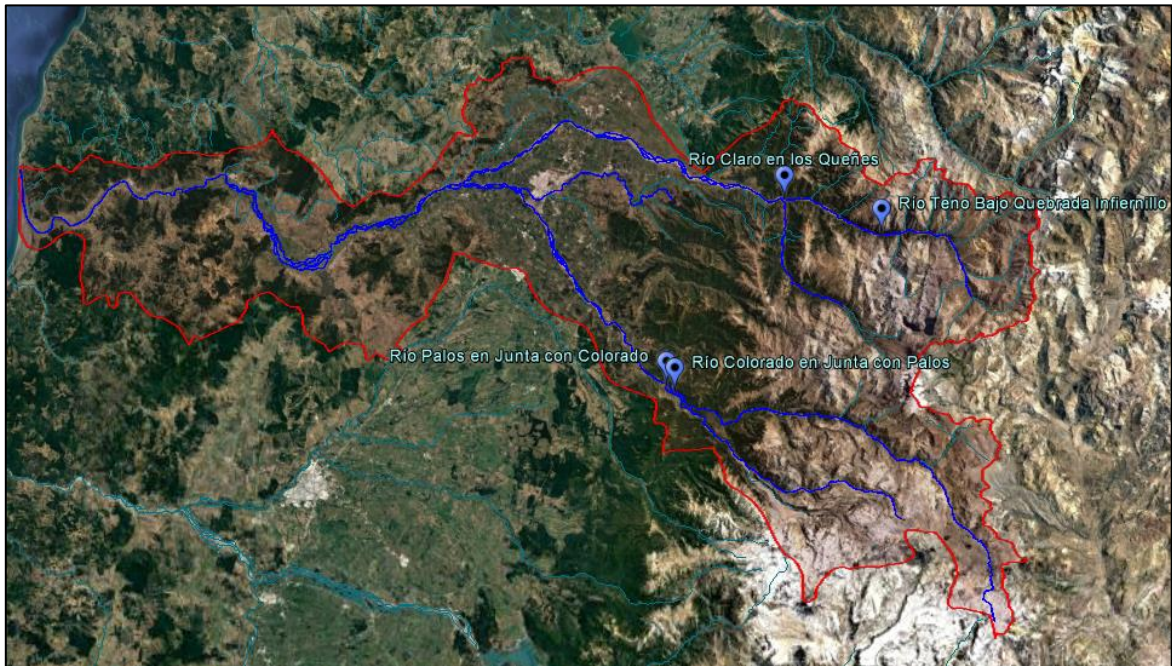 Río Claro en los Queñes
Río Teno Bajo Quebrada Infiernillo
Río Palos en Junta con Colorado
Río Colorado en Junta con Palos